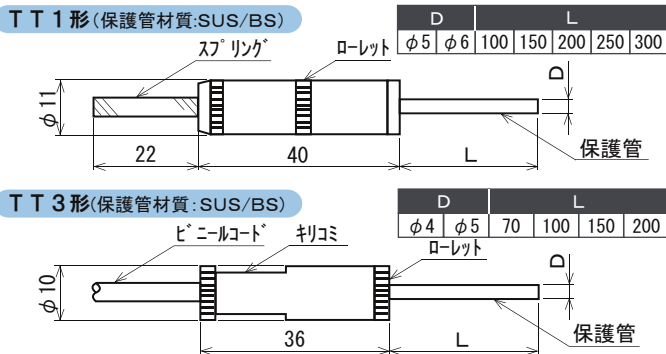 TT1形(保護管材質:SUS/BS)
D L
φ5 φ6 100 150 200 250 300
スプリング ローレット
D
φ11
22 40 L 保護管
TT3形(保護管材質:SUS/BS)
D L
φ4 φ5 70 100 150 200
ビニールコード キリコミ ローレット
D
φ10
36 L 保護管